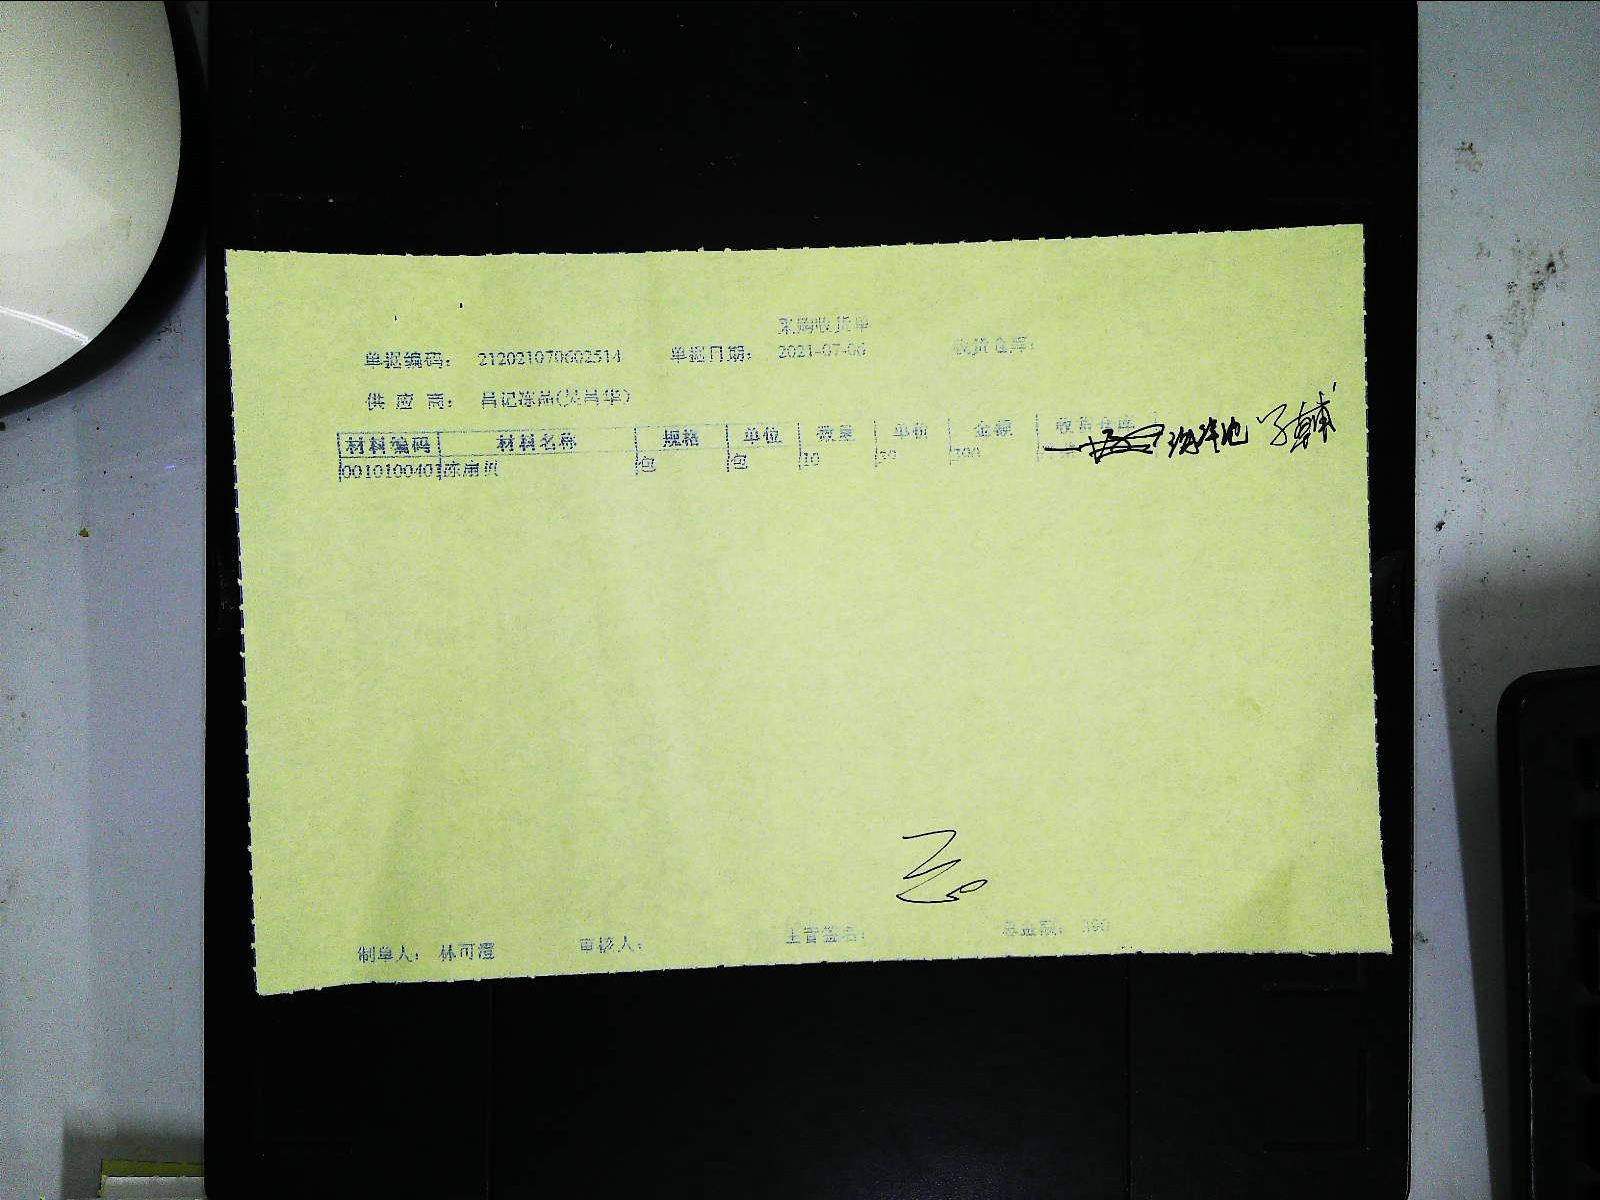 采购收货单
单据编码： 212021070602514 单据日期： 2021-07-06 收货仓库：
供 应 商： 吕记冻品(吴昌华)
材料编码 材料名称 规格 单位 数量 单价 金额 收货仓库
0010100401 包 包 10 30 300
制单人： 林可澄 审核人： 主管签名： 总金额： 300